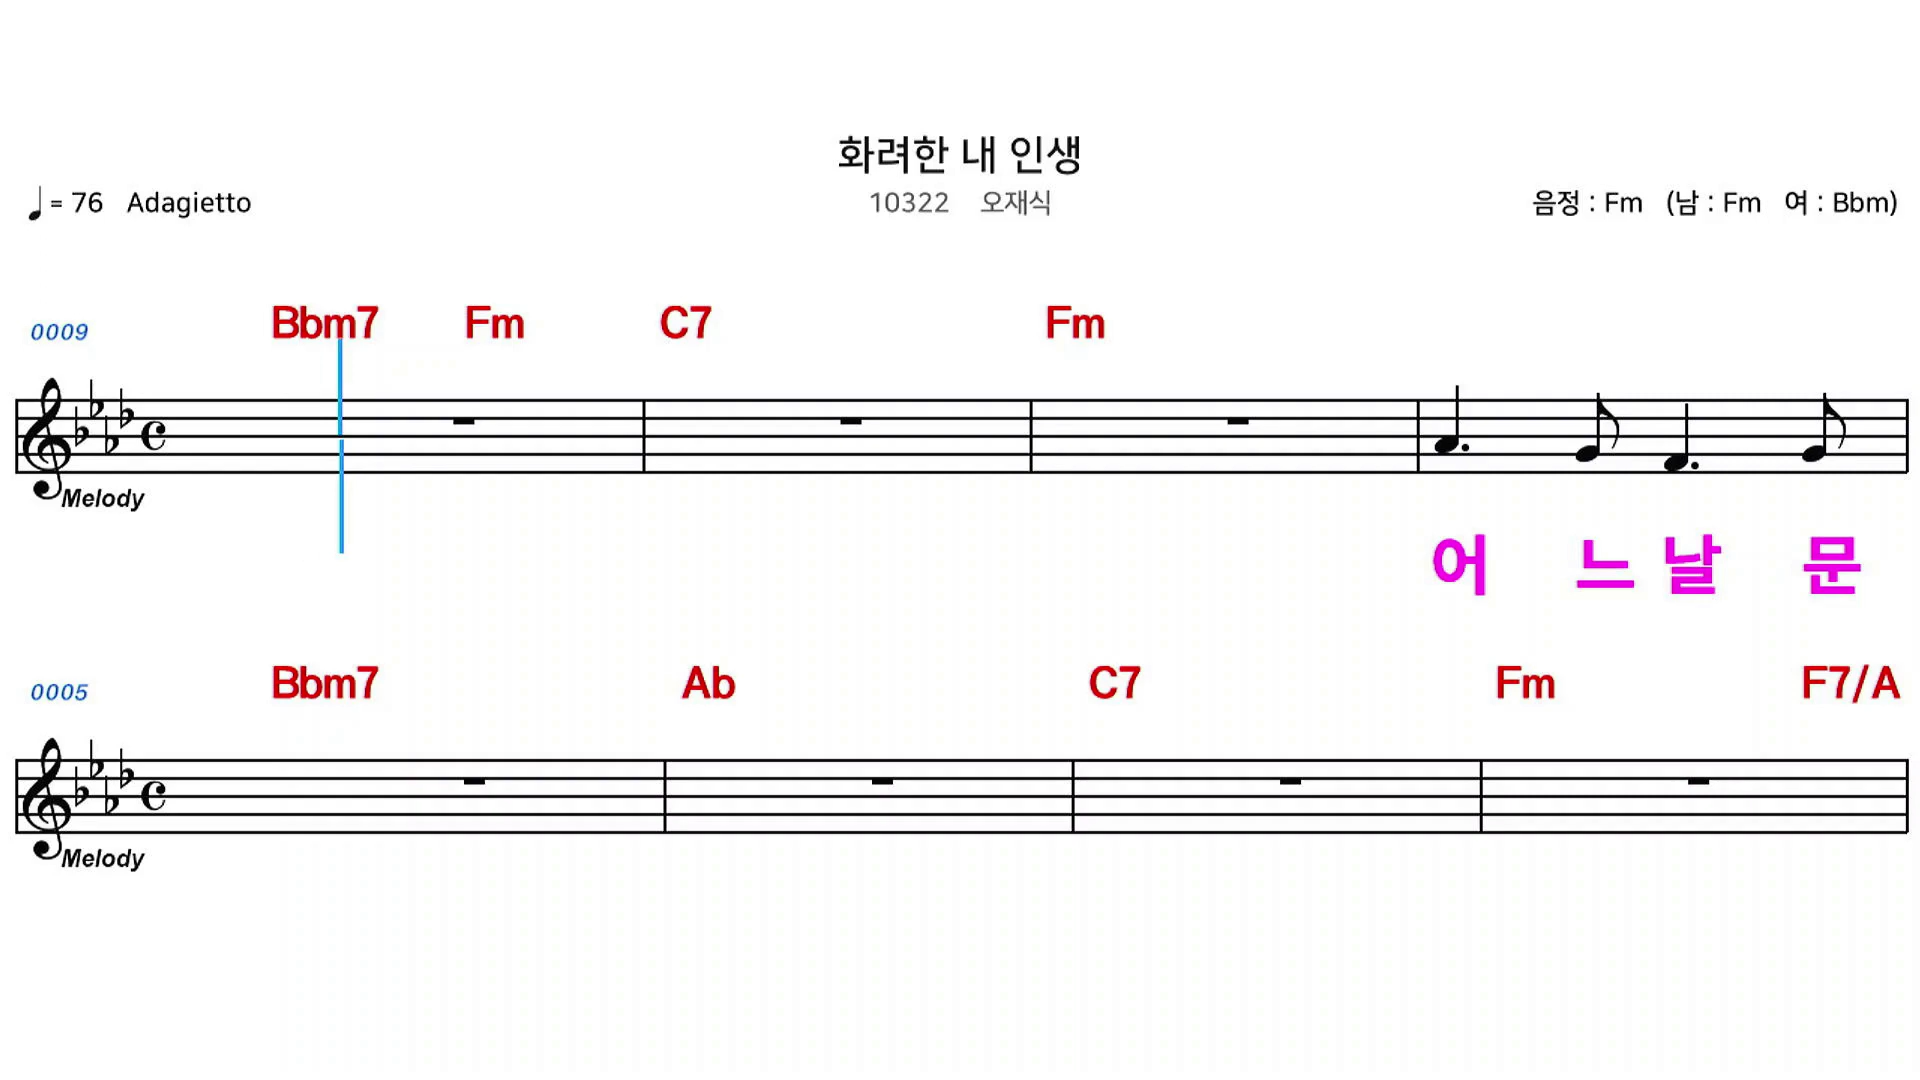 화려한 내 인생
= 76 Adagietto
10322 오재식
음정 : Fm (남 : Fm 여 : Bbm)
0009 Bbm7 Fm C7 Fm
Melody
어 느 날 문
0005 Bbm7 Ab C7 Fm F7/A
Melody